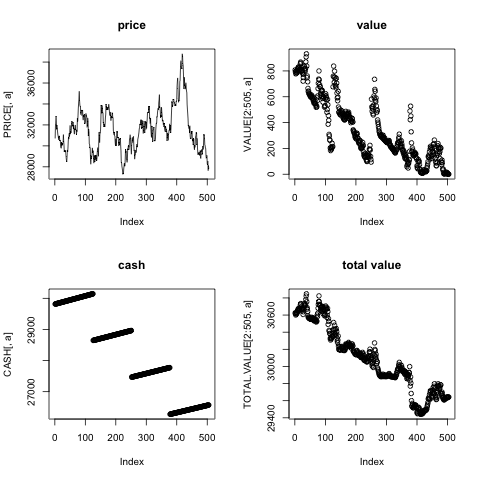 price
PRICE[, a]
28000 32000 36000
0 100 200 300 400 500
Index
value
VALUE[2:505, a]
0 200 400 600 800
0 100 200 300 400 500
Index
cash
CASH[, a]
27000 29000
0 100 200 300 400 500
Index
total value
TOTAL.VALUE[2:505, a]
29400 30000 30600
0 100 200 300 400 500
Index